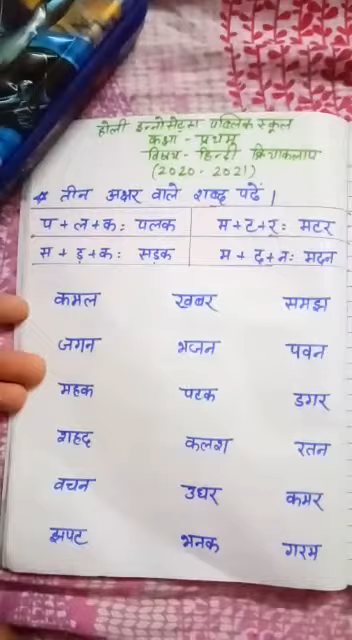 होली इन्नोसेंटस पब्लिक स्कूल
कक्षा - प्रथम
विषय - हिन्दी क्रियाकलाप
(2020 - 2021)
* तीन अक्षर वाले शब्द पढ़ें।
प + ल + क : पलक म + ट + र : मटर
स + ड़ + क : सड़क म + द + न : मदन
कमल खबर समझ
जगन भजन पवन
महक पटक डगर
शहद कलश रतन
वचन उधर कमर
झपट भनक गरम